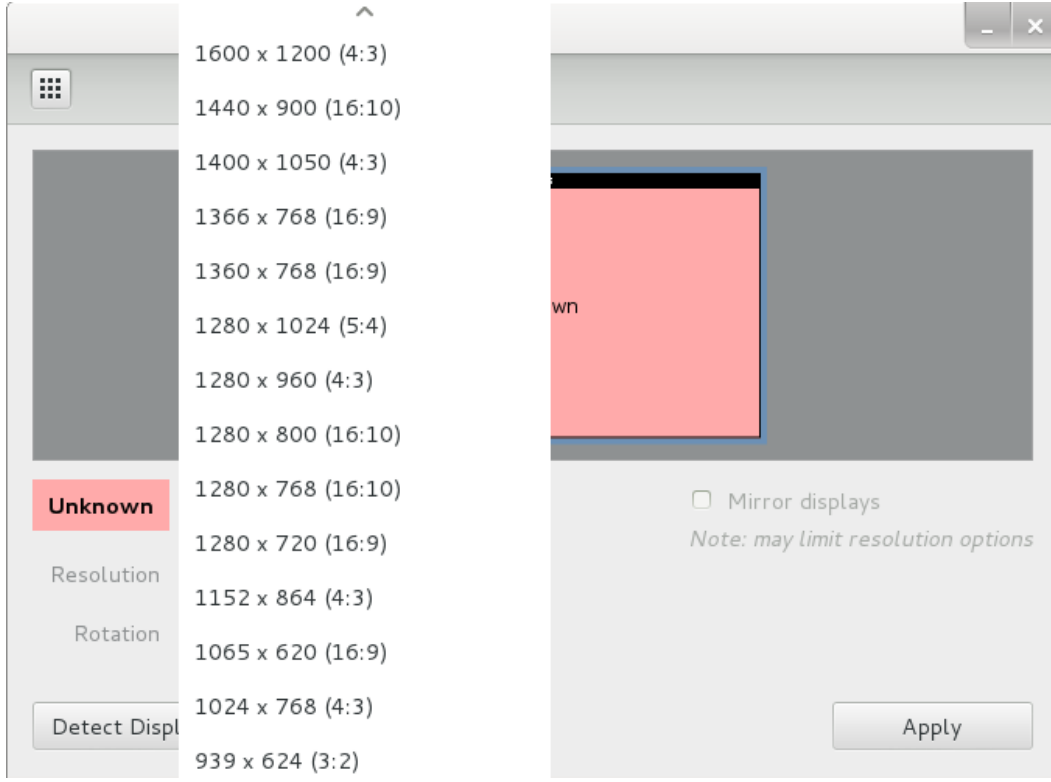 1600 x 1200 (4:3)
1440 x 900 (16:10)
1400 x 1050 (4:3)
1366 x 768 (16:9)
1360 x 768 (16:9)
1280 x 1024 (5:4)
1280 x 960 (4:3)
1280 x 800 (16:10)
1280 x 768 (16:10)
1280 x 720 (16:9)
1152 x 864 (4:3)
1065 x 620 (16:9)
1024 x 768 (4:3)
939 x 624 (3:2)
wn
Unknown
Mirror displays
Note: may limit resolution options
Resolution
Rotation
Detect Displ
Apply